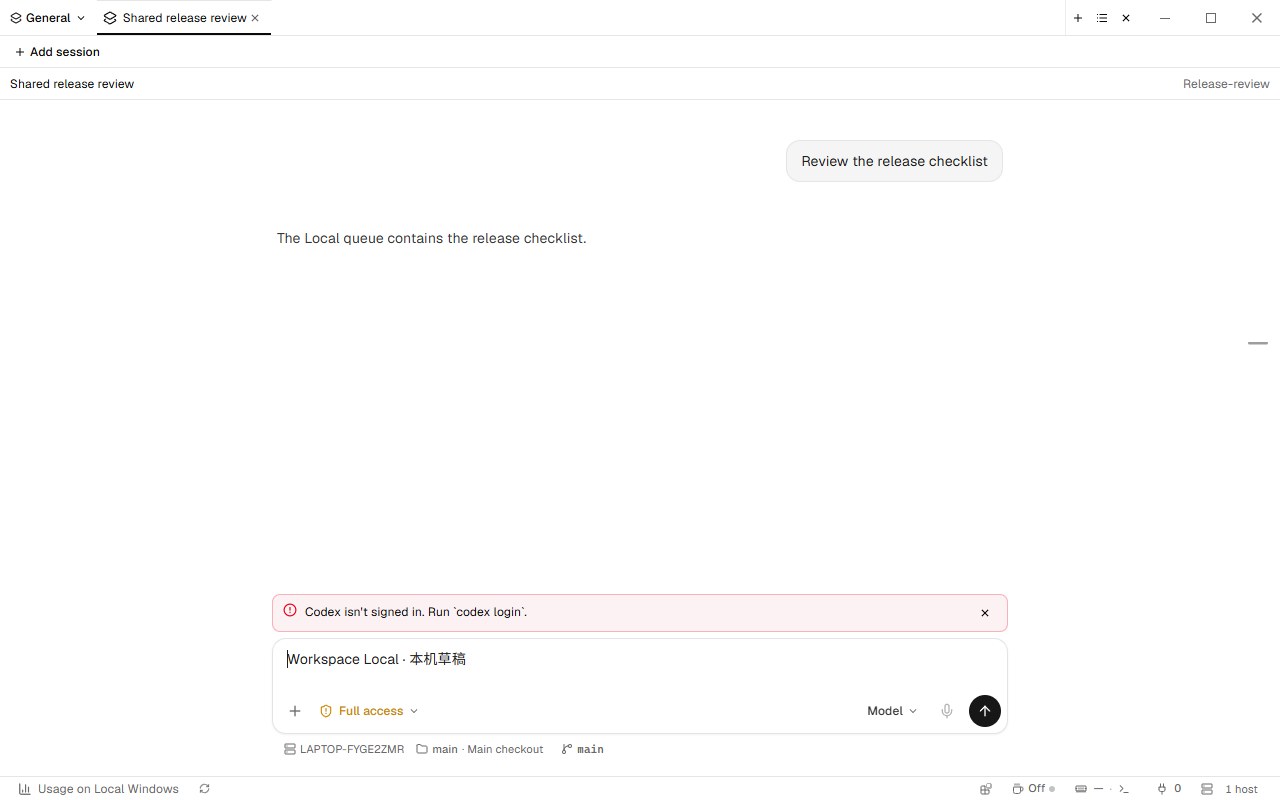 General
Shared release review
Add session
Shared release review
Release-review
Review the release checklist
The Local queue contains the release checklist.
Codex isn't signed in. Run `codex login`.
Workspace Local · 本机草稿
Full access
Model
LAPTOP-FYGE2ZMR
main · Main checkout
main
Usage on Local Windows
Off
— ·
0
1 host